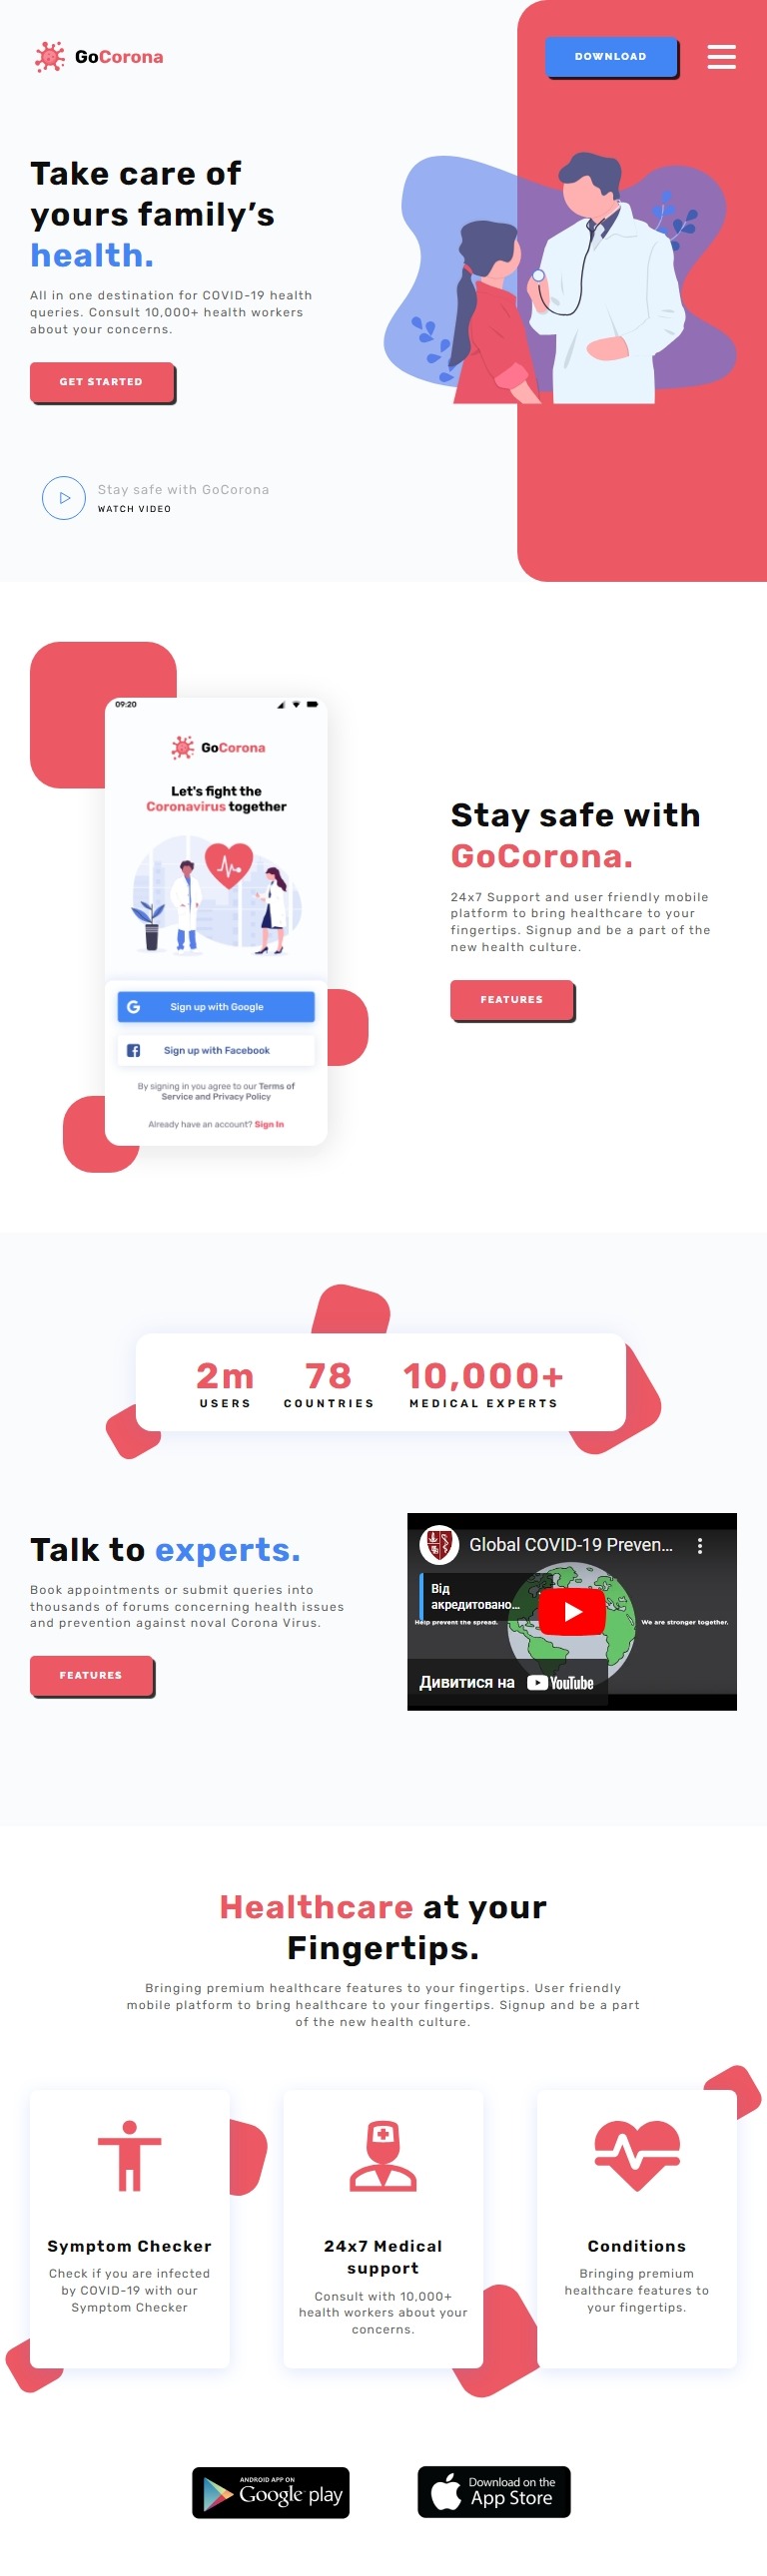 GoCorona
DOWNLOAD
Take care of
yours family’s
health.
All in one destination for COVID-19 health
queries. Consult 10,000+ health workers
about your concerns.
GET STARTED
Stay safe with GoCorona
WATCH VIDEO
09:20
GoCorona
Let's fight the
Coronavirus together
Sign up with Google
Sign up with Facebook
By signing in you agree to our Terms of
Service and Privacy Policy
Already have an account? Sign In
Stay safe with
GoCorona.
24x7 Support and user friendly mobile
platform to bring healthcare to your
fingertips. Signup and be a part of the
new health culture.
FEATURES
2m
USERS
78
COUNTRIES
10,000+
MEDICAL EXPERTS
Talk to experts.
Book appointments or submit queries into
thousands of forums concerning health issues
and prevention against noval Corona Virus.
FEATURES
Global COVID-19 Preven...
Від
акредитовано...
Help prevent the spread.
We are stronger together.
Дивитися на YouTube
Healthcare at your
Fingertips.
Bringing premium healthcare features to your fingertips. User friendly
mobile platform to bring healthcare to your fingertips. Signup and be a part
of the new health culture.
Symptom Checker
Check if you are infected
by COVID-19 with our
Symptom Checker
24x7 Medical
support
Consult with 10,000+
health workers about your
concerns.
Conditions
Bringing premium
healthcare features to
your fingertips.
ANDROID APP ON
Google play
Download on the
App Store